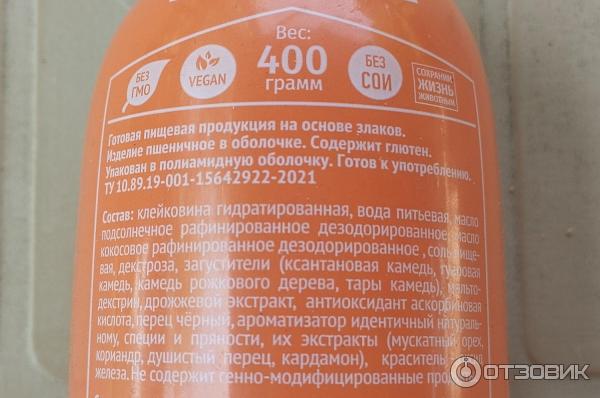 Вес:
400
грамм
БЕЗ
ГМО
VEGAN
БЕЗ
СОИ
СОХРАНИМ
ЖИЗНЬ
ЖИВОТНЫМ
Готовая пищевая продукция на основе злаков.
Изделие пшеничное в оболочке. Содержит глютен.
Упакован в полиамидную оболочку. Готов к употреблению.
ТУ 10.89.19-001-15642922-2021
Состав: клейковина гидратированная, вода питьевая, масло
подсолнечное рафинированное дезодорированное, масло
кокосовое рафинированное дезодорированное , соль пище-
вая, декстроза, загустители (ксантановая камедь, гуаровая
камедь, камедь рожкового дерева, тары камедь), мальто-
декстрин, дрожжевой экстракт, антиоксидант аскорбиновая
кислота, перец чёрный, ароматизатор идентичный натураль-
ному, специи и пряности, их экстракты (мускатный орех,
кориандр, душистый перец, кардамон), краситель
железа. Не содержит генно-модифицированные
ОТЗОВИК